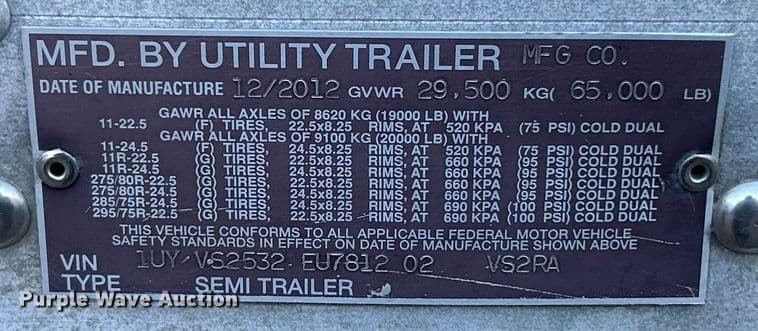 MFD. BY UTILITY TRAILER MFG CO.
DATE OF MANUFACTURE 12/2012 GVWR 29,500 KG( 65,000 LB)
GAWR ALL AXLES OF 8620 KG (19000 LB) WITH
11-22.5 (F) TIRES, 22.5x8.25 RIMS, AT 520 KPA (75 PSI) COLD DUAL
GAWR ALL AXLES OF 9100 KG (20000 LB) WITH
11-24.5 (F) TIRES, 24.5x8.25 RIMS, AT 520 KPA (75 PSI) COLD DUAL
11R-22.5 (G) TIRES, 22.5x8.25 RIMS, AT 660 KPA (95 PSI) COLD DUAL
11R-24.5 (G) TIRES, 24.5x8.25 RIMS, AT 660 KPA (95 PSI) COLD DUAL
275/80R-22.5 (G) TIRES, 22.5x8.25 RIMS, AT 660 KPA (95 PSI) COLD DUAL
275/80R-24.5 (G) TIRES, 24.5x8.25 RIMS, AT 660 KPA (95 PSI) COLD DUAL
285/75R-24.5 (G) TIRES, 24.5x8.25 RIMS, AT 690 KPA (100 PSI) COLD DUAL
295/75R-22.5 (G) TIRES, 22.5x8.25 RIMS, AT 690 KPA (100 PSI) COLD DUAL
THIS VEHICLE CONFORMS TO ALL APPLICABLE FEDERAL MOTOR VEHICLE
SAFETY STANDARDS IN EFFECT ON DATE OF MANUFACTURE SHOWN ABOVE
VIN 1UY VS2532 EU7812 02 VS2RA
TYPE SEMI TRAILER
Purple Wave Auction